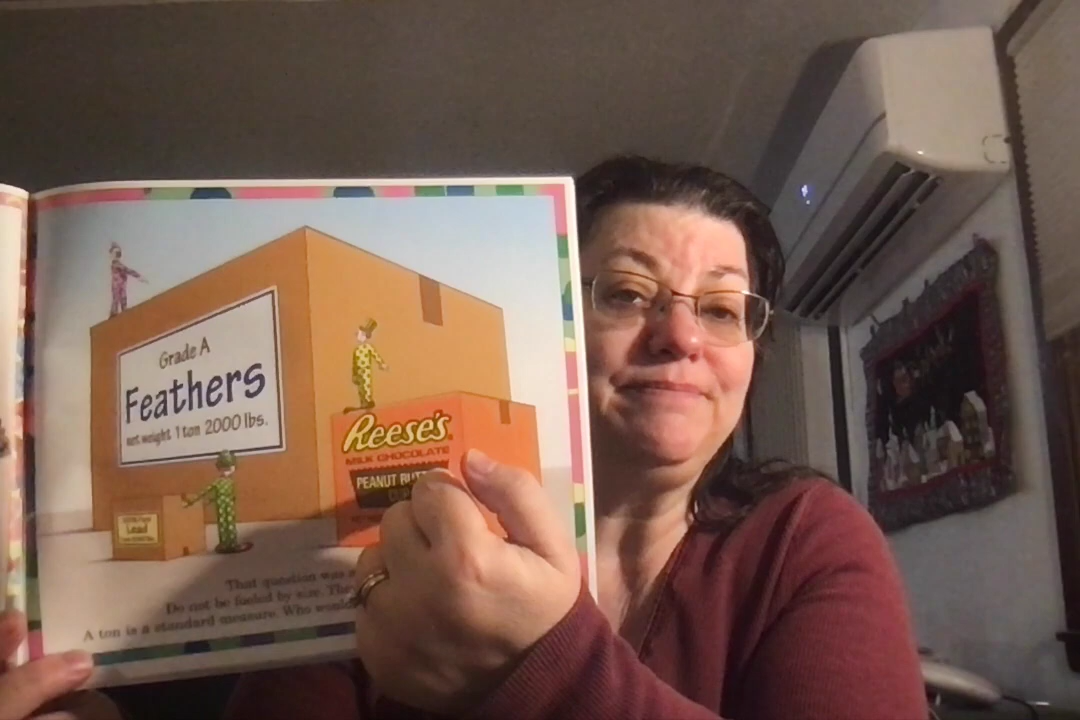 Grade A
Feathers
net weight 1 ton 2000 lbs.
REESE'S
MILK CHOCOLATE
PEANUT
Lead
That question was a
Do not be fooled by size. The
A ton is a standard measure. Who would